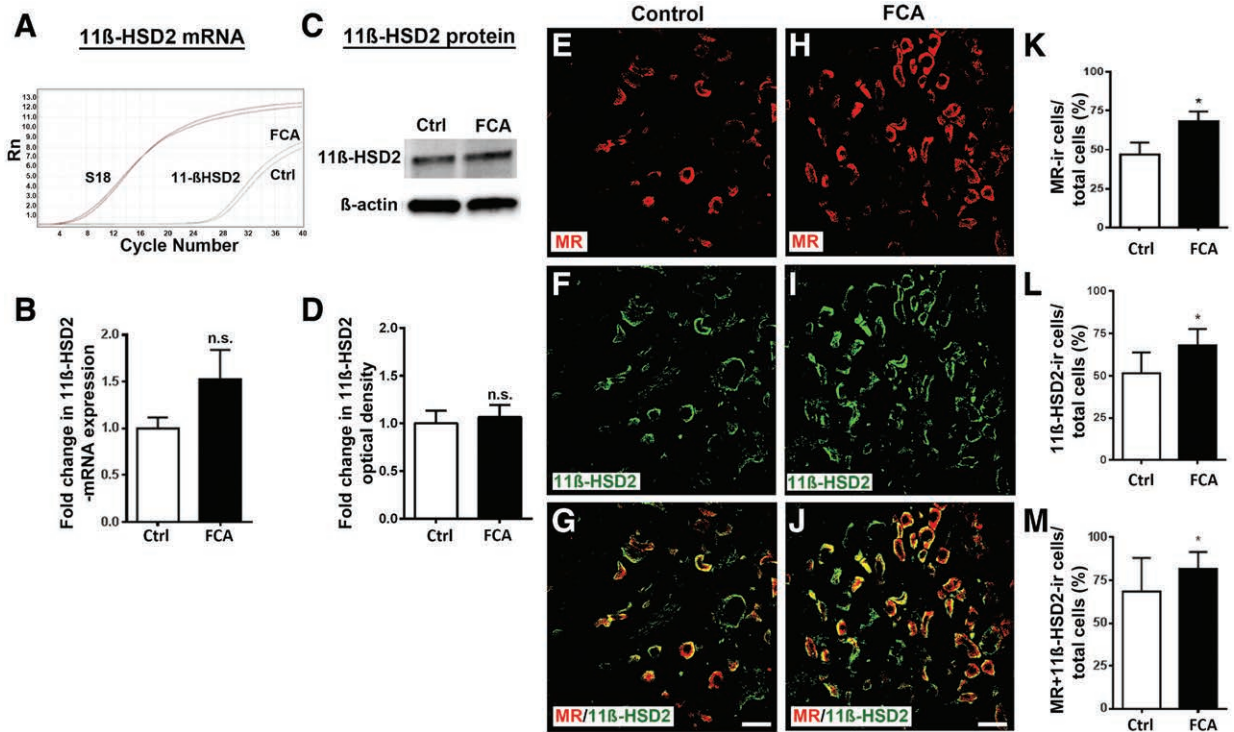 A
11ß-HSD2 mRNA
13.0
12.0
11.0
10.0
9.0
8.0
7.0
6.0
5.0
4.0
3.0
2.0
1.0
Rn
S18
11-ßHSD2
FCA
Ctrl
4 8 12 16 20 24 28 32 36 40
Cycle Number
B
Fold change in 11ß-HSD2
-mRNA expression
2.0
1.5
1.0
0.5
0.0
n.s.
Ctrl FCA
C
11ß-HSD2 protein
Ctrl FCA
11ß-HSD2
ß-actin
D
Fold change in 11ß-HSD2
optical density
2.0
1.5
1.0
0.5
0.0
n.s.
Ctrl FCA
Control
E
MR
F
11ß-HSD2
G
MR/11ß-HSD2
FCA
H
MR
I
11ß-HSD2
J
MR/11ß-HSD2
K
MR-ir cells/
total cells (%)
100
75
50
25
0
*
Ctrl FCA
L
11ß-HSD2-ir cells/
total cells (%)
100
75
50
25
0
*
Ctrl FCA
M
MR+11ß-HSD2-ir cells/
total cells (%)
100
75
50
25
0
*
Ctrl FCA